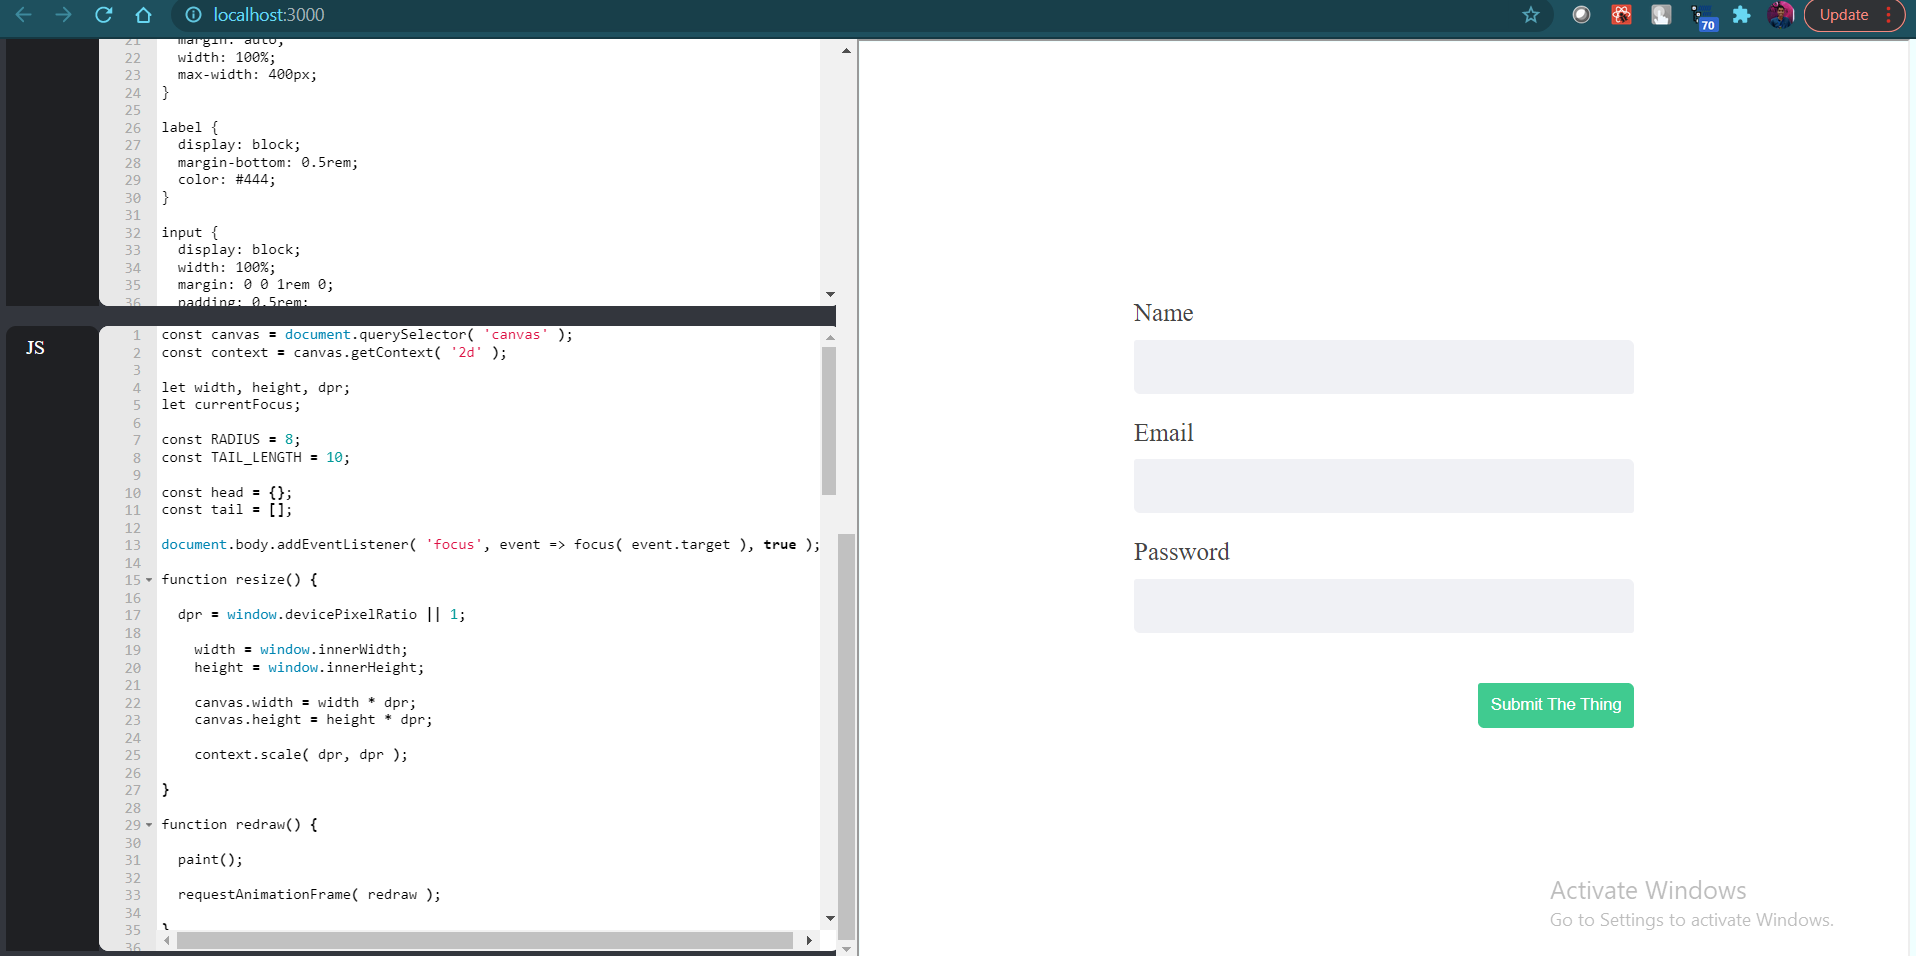 localhost:3000
70
Update
21 margin: auto;
22 width: 100%;
23 max-width: 400px;
24 }
25
26 label {
27 display: block;
28 margin-bottom: 0.5rem;
29 color: #444;
30 }
31
32 input {
33 display: block;
34 width: 100%;
35 margin: 0 0 1rem 0;
36 padding: 0.5rem;
JS
1 const canvas = document.querySelector( 'canvas' );
2 const context = canvas.getContext( '2d' );
3
4 let width, height, dpr;
5 let currentFocus;
6
7 const RADIUS = 8;
8 const TAIL_LENGTH = 10;
9
10 const head = {};
11 const tail = [];
12
13 document.body.addEventListener( 'focus', event => focus( event.target ), true );
14
15 function resize() {
16
17 dpr = window.devicePixelRatio || 1;
18
19 width = window.innerWidth;
20 height = window.innerHeight;
21
22 canvas.width = width * dpr;
23 canvas.height = height * dpr;
24
25 context.scale( dpr, dpr );
26
27 }
28
29 function redraw() {
30
31 paint();
32
33 requestAnimationFrame( redraw );
34
35 }
36
Name
Email
Password
Submit The Thing
Activate Windows
Go to Settings to activate Windows.